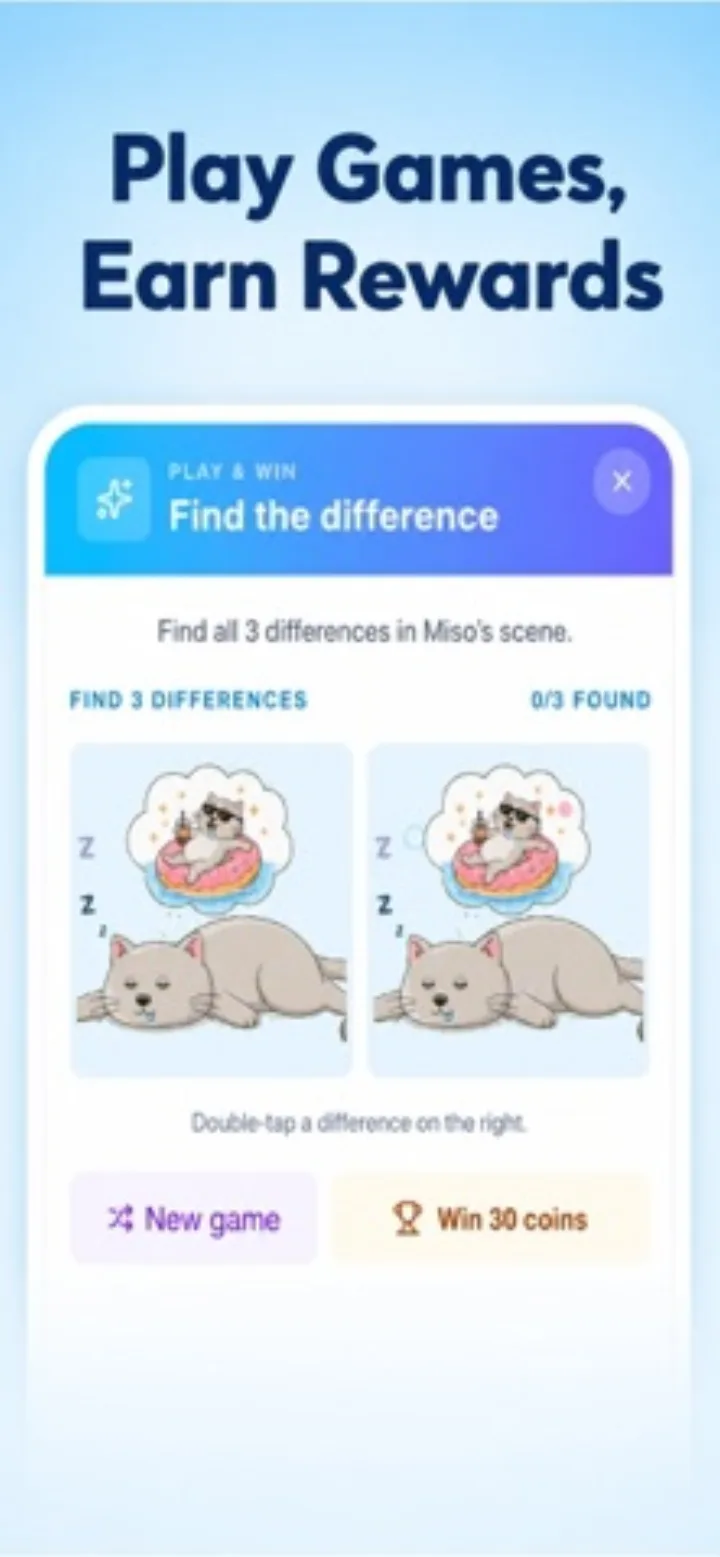 Play Games,
Earn Rewards
PLAY & WIN
Find the difference
Find all 3 differences in Miso's scene.
FIND 3 DIFFERENCES
0/3 FOUND
Z
Z
z
Z
Z
z
Double-tap a difference on the right.
New game
Win 30 coins